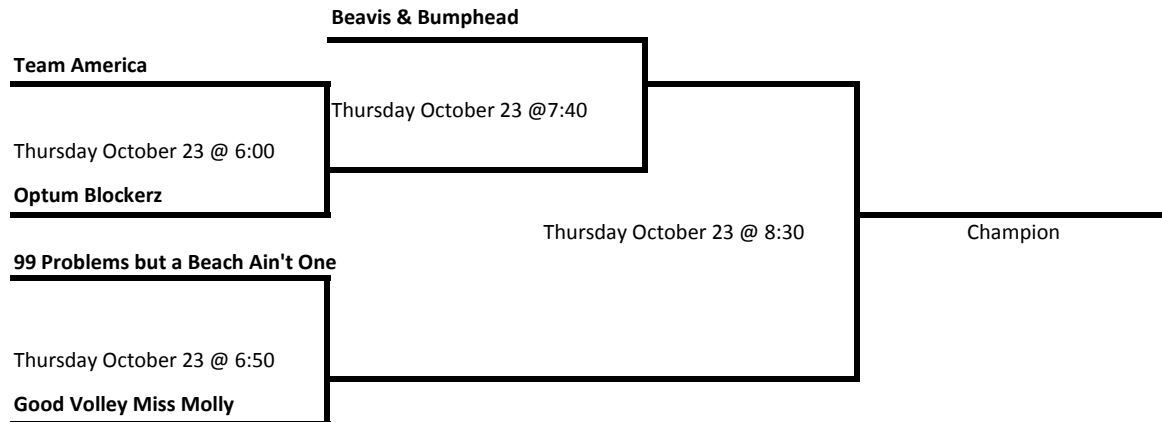 Beavis & Bumphead
Team America
Thursday October 23 @7:40
Thursday October 23 @ 6:00
Optum Blockerz
Thursday October 23 @ 8:30
Champion
99 Problems but a Beach Ain't One
Thursday October 23 @ 6:50
Good Volley Miss Molly